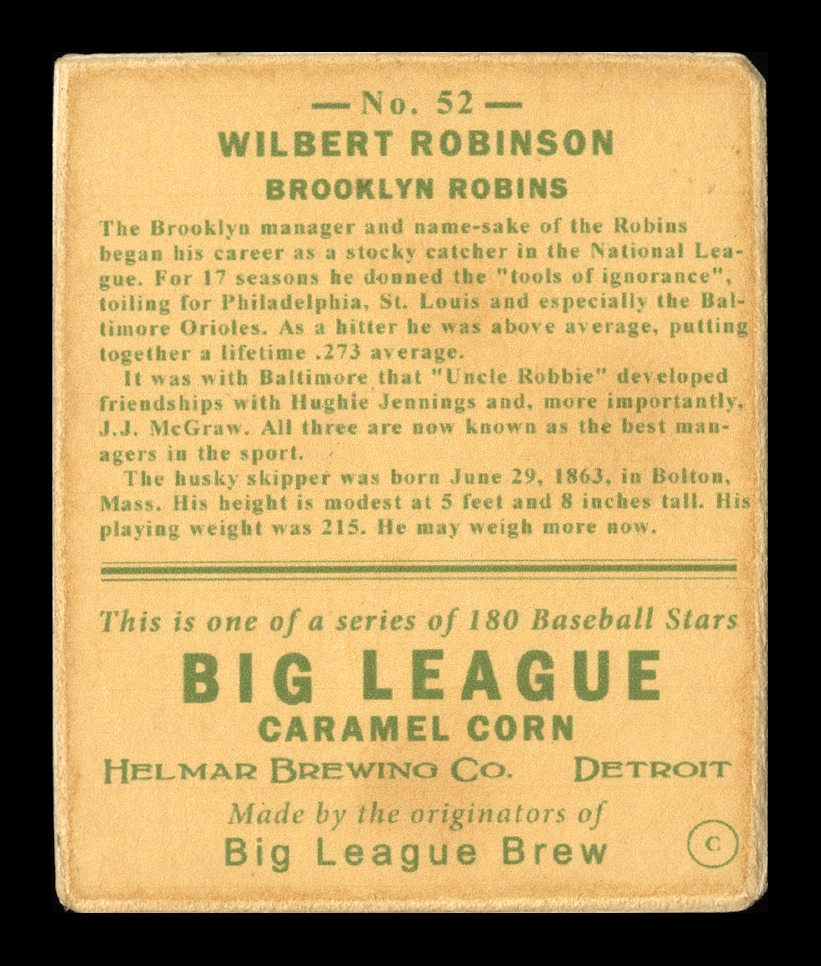 — No. 52 —
WILBERT ROBINSON
BROOKLYN ROBINS
The Brooklyn manager and name-sake of the Robins
began his career as a stocky catcher in the National Lea-
gue. For 17 seasons he donned the "tools of ignorance",
toiling for Philadelphia, St. Louis and especially the Bal-
timore Orioles. As a hitter he was above average, putting
together a lifetime .273 average.
It was with Baltimore that "Uncle Robbie" developed
friendships with Hughie Jennings and, more importantly,
J.J. McGraw. All three are now known as the best man-
agers in the sport.
The husky skipper was born June 29, 1863, in Bolton,
Mass. His height is modest at 5 feet and 8 inches tall. His
playing weight was 215. He may weigh more now.
This is one of a series of 180 Baseball Stars
BIG LEAGUE
CARAMEL CORN
HELMAR BREWING CO. DETROIT
Made by the originators of
Big League Brew
C